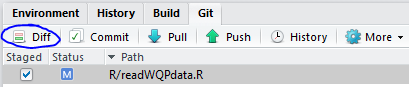 Environment History Build Git
Diff Commit Pull Push History More
Staged Status Path
M R/readWQPdata.R